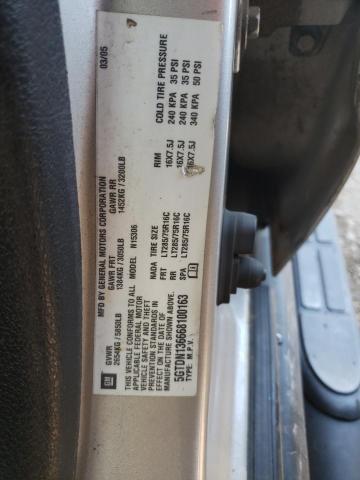 MFD BY GENERAL MOTORS CORPORATION 03/05
GVWR GAWR FRT GAWR RR
2654KG / 5850LB 1384KG / 3050LB 1452KG / 3200LB
THIS VEHICLE CONFORMS TO ALL
APPLICABLE FEDERAL MOTOR
VEHICLE SAFETY AND THEFT
PREVENTION STANDARDS IN
EFFECT ON THE DATE OF
MANUFACTURE SHOWN ABOVE.
5GTDN136668100163
TYPE: M.P.V.
MODEL N15306
NADA TIRE SIZE RIM COLD TIRE PRESSURE
FRT LT285/75R16C 16X7.5J 240 KPA 35 PSI
RR LT285/75R16C 16X7.5J 240 KPA 35 PSI
SPA LT285/75R16C 16X7.5J 340 KPA 50 PSI
GM